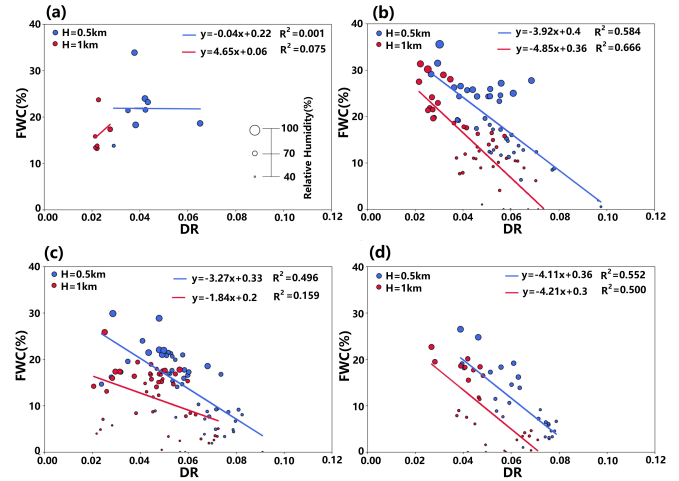 (a)
H=0.5km
H=1km
y=-0.04x+0.22 R²=0.001
y=4.65x+0.06 R²=0.075
FWC(%)
40
30
20
10
0
100
70
40
Relative Humidity(%)
0.00 0.02 0.04 0.06 0.08 0.10 0.12
DR
(b)
H=0.5km
H=1km
y=-3.92x+0.4 R²=0.584
y=-4.85x+0.36 R²=0.666
FWC(%)
40
30
20
10
0
0.00 0.02 0.04 0.06 0.08 0.10 0.12
DR
(c)
H=0.5km
H=1km
y=-3.27x+0.33 R²=0.496
y=-1.84x+0.2 R²=0.159
FWC(%)
40
30
20
10
0
0.00 0.02 0.04 0.06 0.08 0.10 0.12
DR
(d)
H=0.5km
H=1km
y=-4.11x+0.36 R²=0.552
y=-4.21x+0.3 R²=0.500
FWC(%)
40
30
20
10
0
0.00 0.02 0.04 0.06 0.08 0.10 0.12
DR